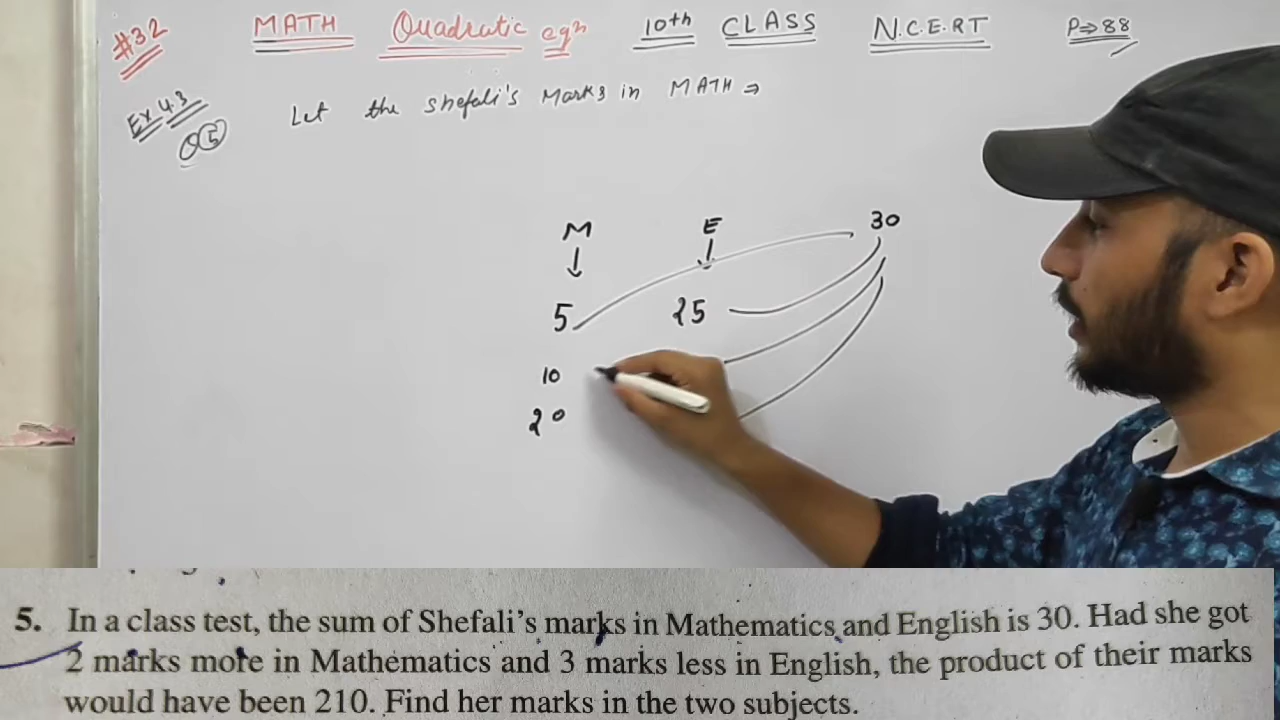 #32 MATH Quadratic eqn 10th CLASS N.C.E.RT P⇒88
Ex 4.3 Let the Shefali's Marks in MATH ⇒
Q 5
M E 30
↓ ↓
5 25
10
20
5. In a class test, the sum of Shefali's marks in Mathematics and English is 30. Had she got
2 marks more in Mathematics and 3 marks less in English, the product of their marks
would have been 210. Find her marks in the two subjects.